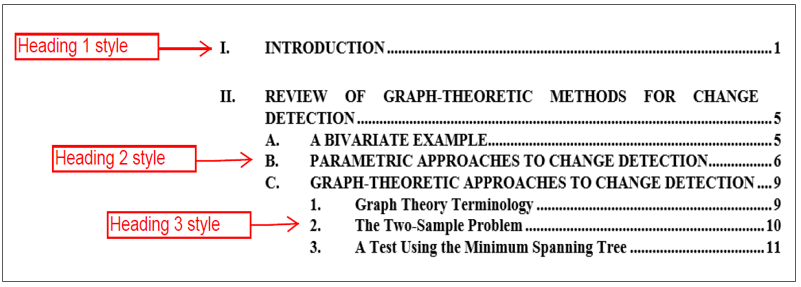 Heading 1 style
I. INTRODUCTION..........................................................................................................1
II. REVIEW OF GRAPH-THEORETIC METHODS FOR CHANGE
DETECTION..................................................................................................................5
A. A BIVARIATE EXAMPLE............................................................................5
Heading 2 style
B. PARAMETRIC APPROACHES TO CHANGE DETECTION.................6
C. GRAPH-THEORETIC APPROACHES TO CHANGE DETECTION....9
1. Graph Theory Terminology................................................................9
Heading 3 style
2. The Two-Sample Problem.................................................................10
3. A Test Using the Minimum Spanning Tree.....................................11